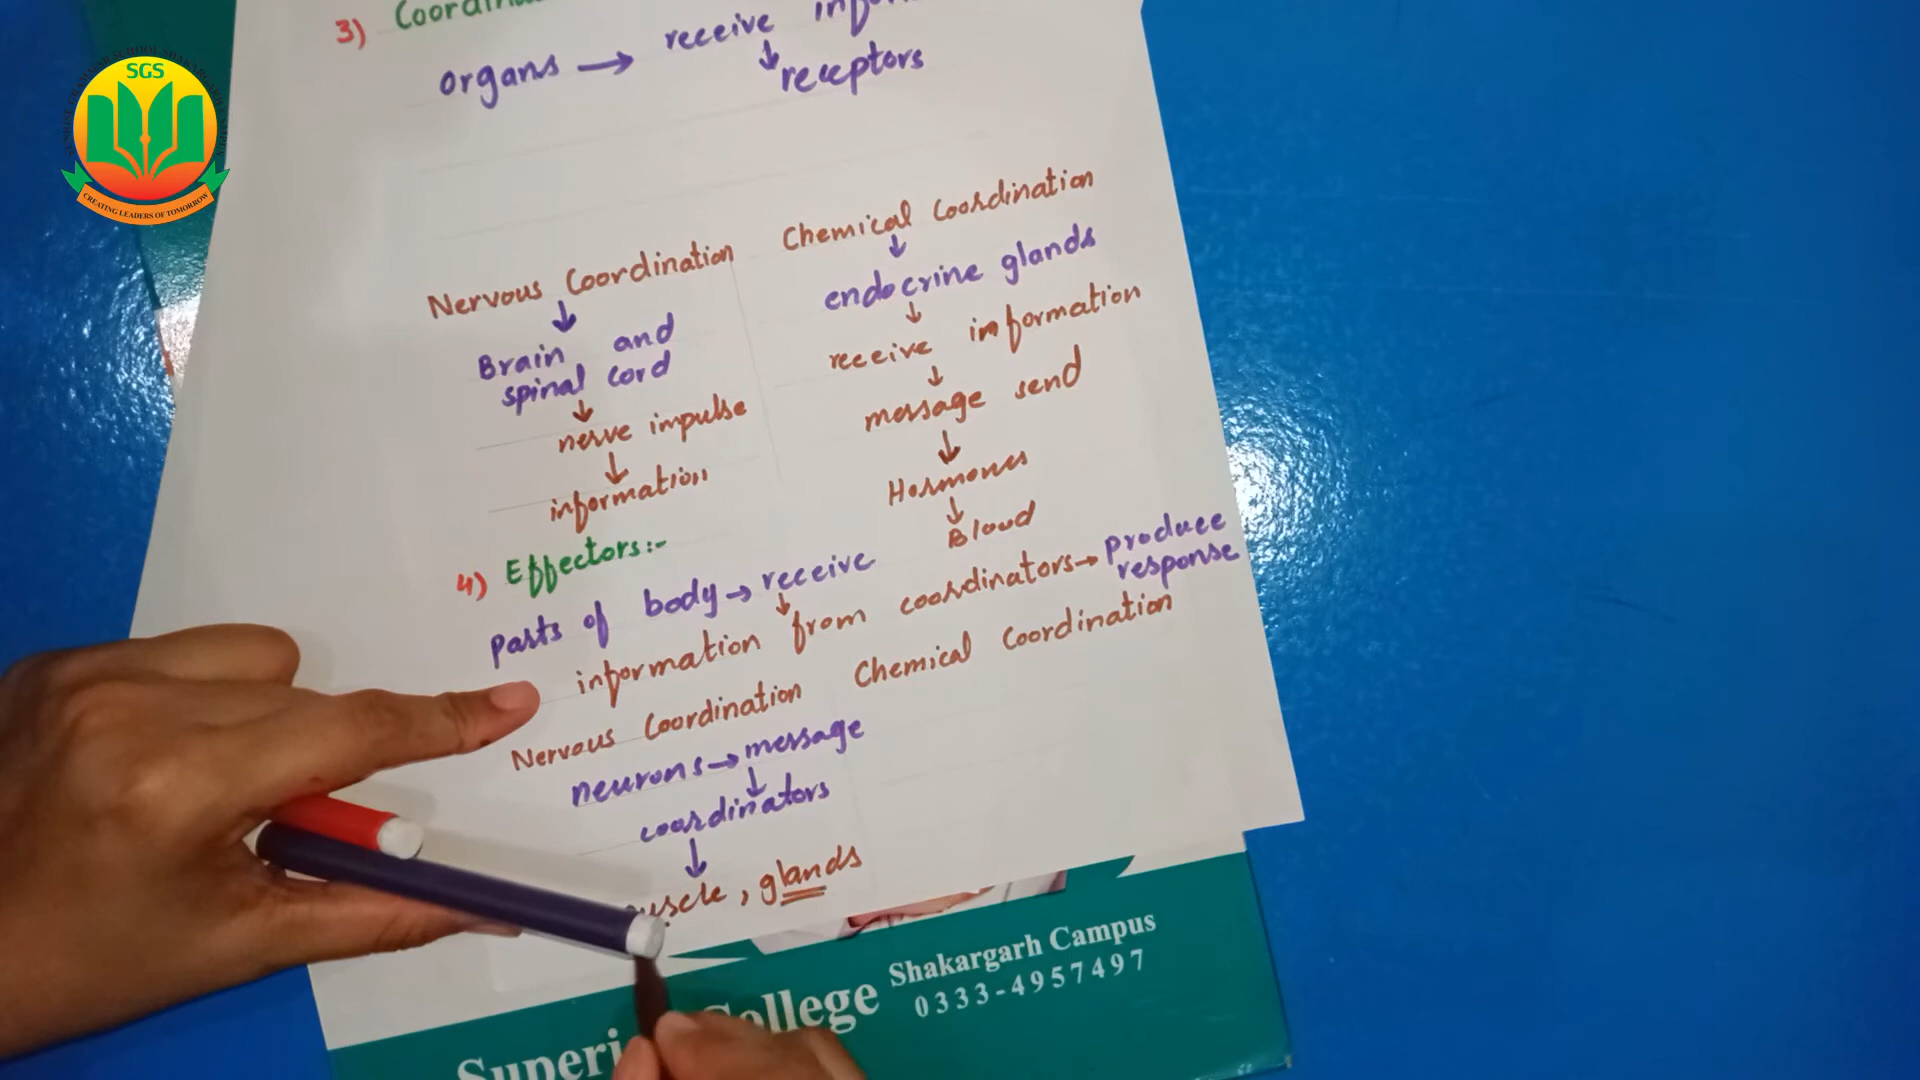 SGS
CREATING LEADERS OF TOMORROW
3)
organs → receive
↓
receptors
Nervous Coordination
↓
Brain and
spinal cord
↓
nerve impulse
↓
information
Chemical Coordination
↓
endocrine glands
↓
receive information
↓
message send
↓
Hormones
↓
Blood
4) Effectors:-
parts of body → receive
↓
information from coordinators → produce
response
Nervous Coordination Chemical Coordination
neurons → message
↓
coordinators
↓
glands
Shakargarh Campus
0333-4957497